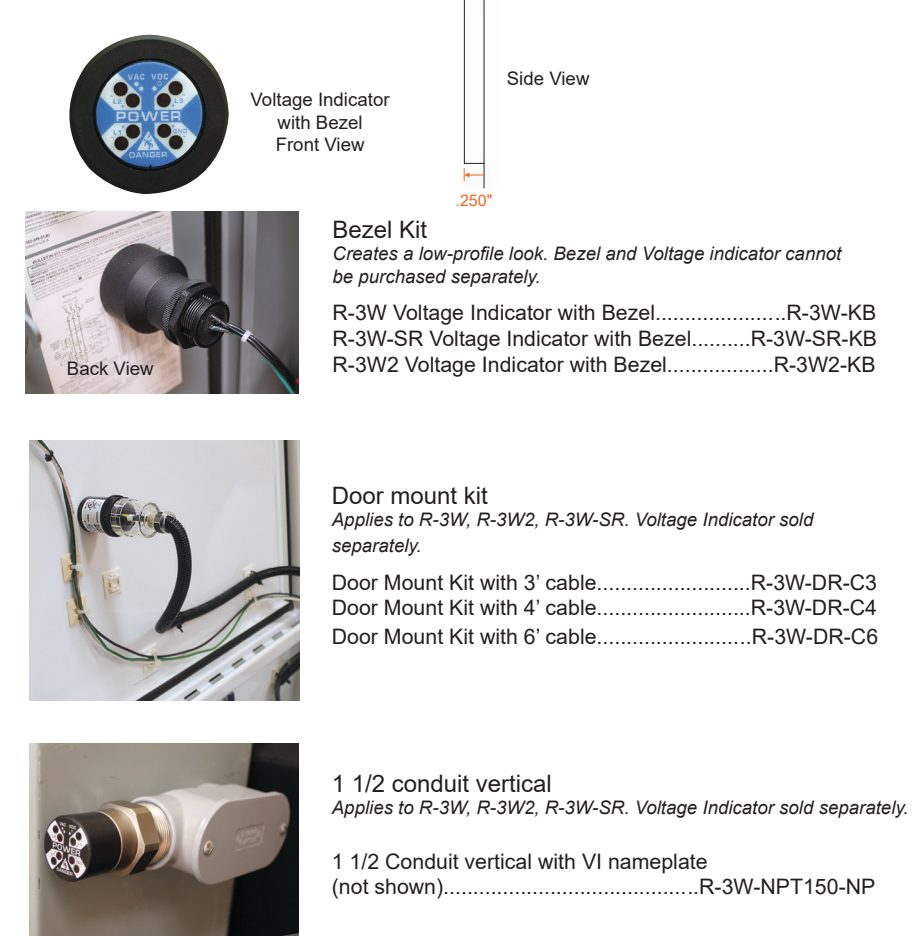 VAC VDC
L2 L3
POWER
L1 GND
DANGER
Voltage Indicator
with Bezel
Front View
Side View
.250"
Back View
Bezel Kit
Creates a low-profile look. Bezel and Voltage indicator cannot
be purchased separately.
R-3W Voltage Indicator with Bezel......................R-3W-KB
R-3W-SR Voltage Indicator with Bezel..........R-3W-SR-KB
R-3W2 Voltage Indicator with Bezel..................R-3W2-KB
Door mount kit
Applies to R-3W, R-3W2, R-3W-SR. Voltage Indicator sold
separately.
Door Mount Kit with 3’ cable..........................R-3W-DR-C3
Door Mount Kit with 4’ cable..........................R-3W-DR-C4
Door Mount Kit with 6’ cable..........................R-3W-DR-C6
VAC VDC
POWER
DANGER
1 1/2 conduit vertical
Applies to R-3W, R-3W2, R-3W-SR. Voltage Indicator sold separately.
1 1/2 Conduit vertical with VI nameplate
(not shown)...........................................R-3W-NPT150-NP